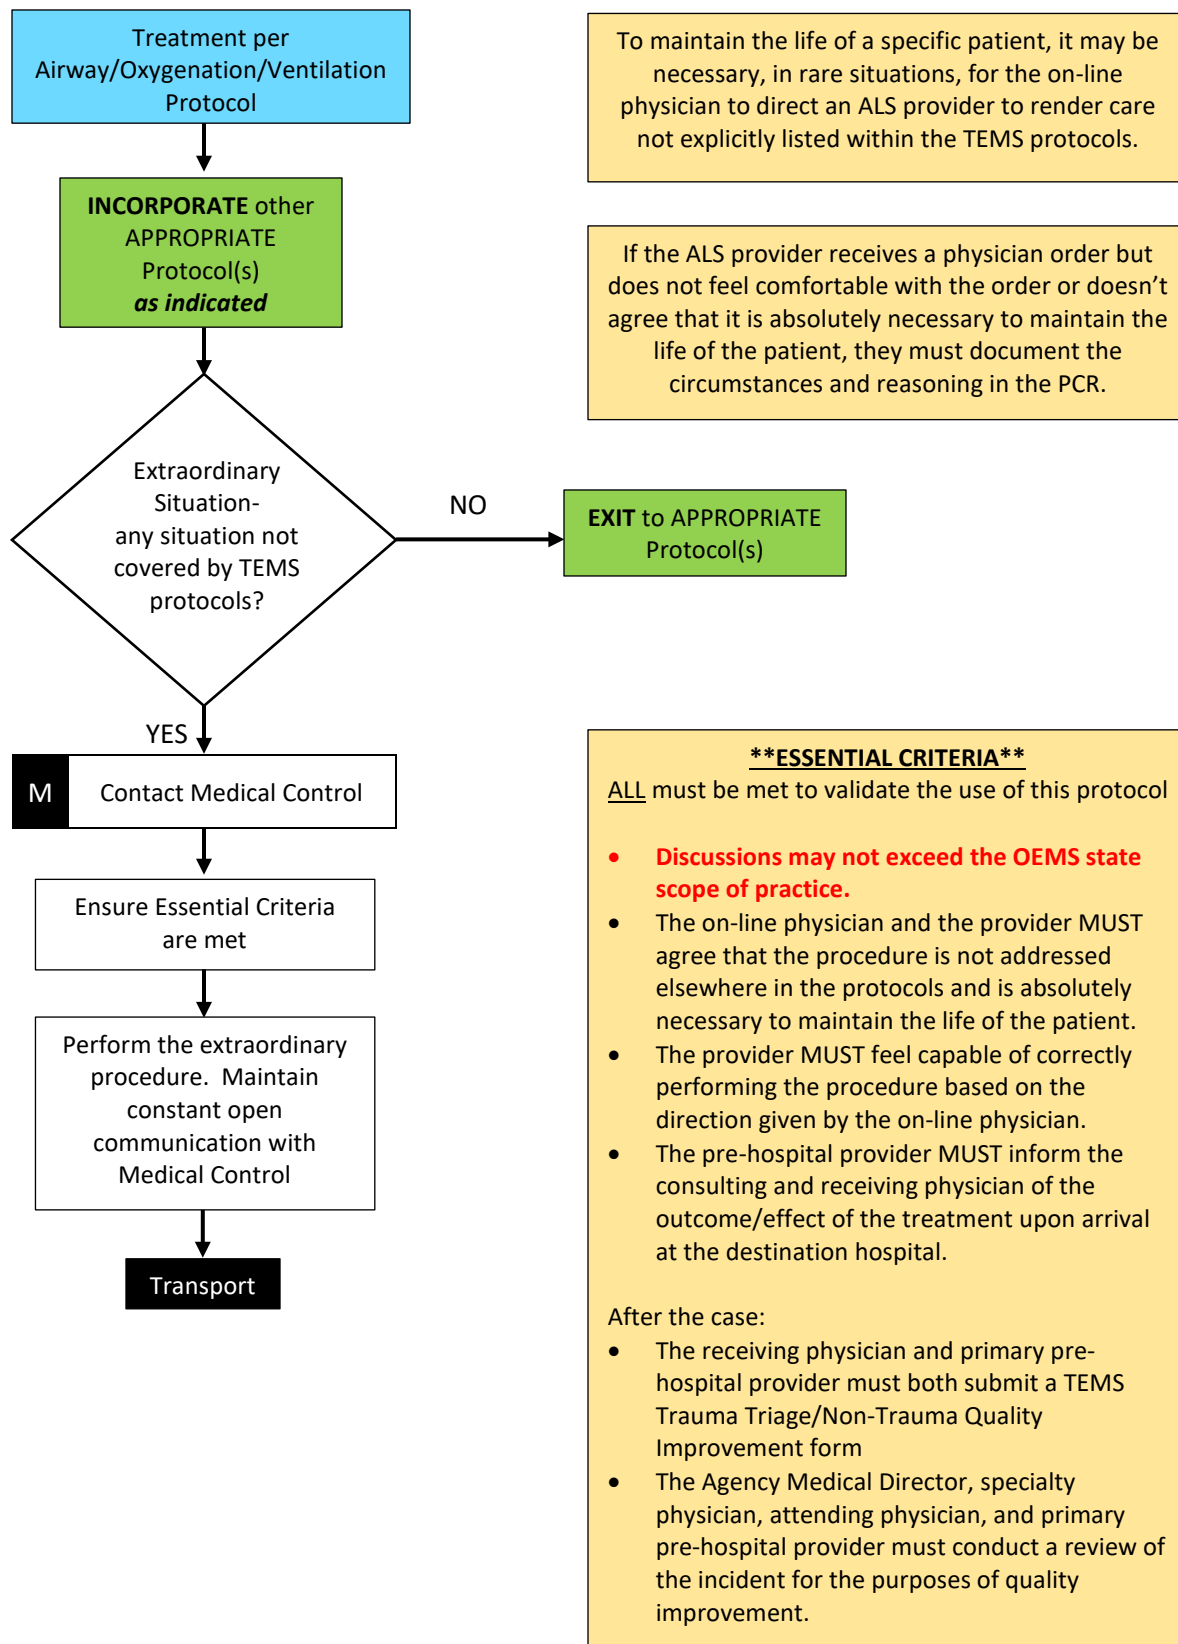 Treatment per
Airway/Oxygenation/Ventilation
Protocol
INCORPORATE other
APPROPRIATE
Protocol(s)
as indicated
Extraordinary
Situation-
any situation not
covered by TEMS
protocols?
NO
EXIT to APPROPRIATE
Protocol(s)
YES
M
Contact Medical Control
Ensure Essential Criteria
are met
Perform the extraordinary
procedure. Maintain
constant open
communication with
Medical Control
Transport
To maintain the life of a specific patient, it may be
necessary, in rare situations, for the on-line
physician to direct an ALS provider to render care
not explicitly listed within the TEMS protocols.
If the ALS provider receives a physician order but
does not feel comfortable with the order or doesn’t
agree that it is absolutely necessary to maintain the
life of the patient, they must document the
circumstances and reasoning in the PCR.
**ESSENTIAL CRITERIA**
ALL must be met to validate the use of this protocol
• Discussions may not exceed the OEMS state
scope of practice.
• The on-line physician and the provider MUST
agree that the procedure is not addressed
elsewhere in the protocols and is absolutely
necessary to maintain the life of the patient.
• The provider MUST feel capable of correctly
performing the procedure based on the
direction given by the on-line physician.
• The pre-hospital provider MUST inform the
consulting and receiving physician of the
outcome/effect of the treatment upon arrival
at the destination hospital.
After the case:
• The receiving physician and primary pre-
hospital provider must both submit a TEMS
Trauma Triage/Non-Trauma Quality
Improvement form
• The Agency Medical Director, specialty
physician, attending physician, and primary
pre-hospital provider must conduct a review of
the incident for the purposes of quality
improvement.